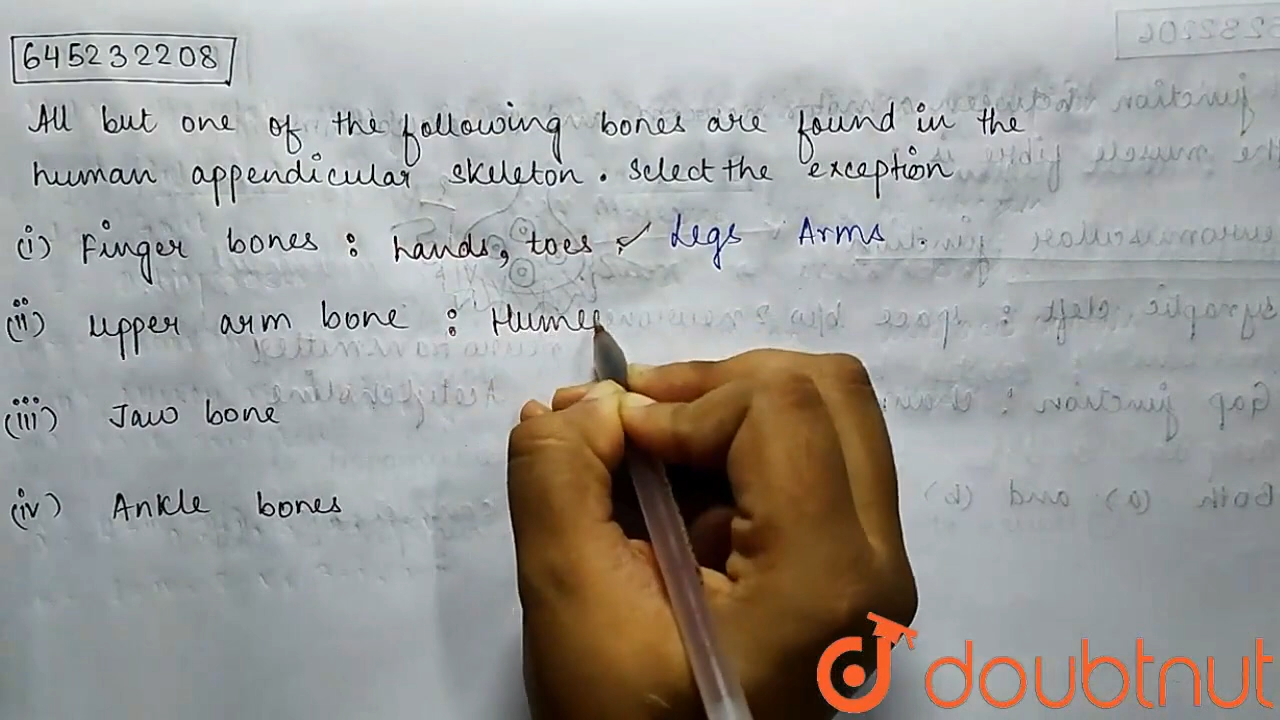 645232208
All but one of the following bones are found in the
human appendicular skeleton. Select the exception
(i) Finger bones : hands, toes ✓ Legs Arms
(ii) upper arm bone : Hume
(iii) Jaw bone
(iv) Ankle bones
doubtnut